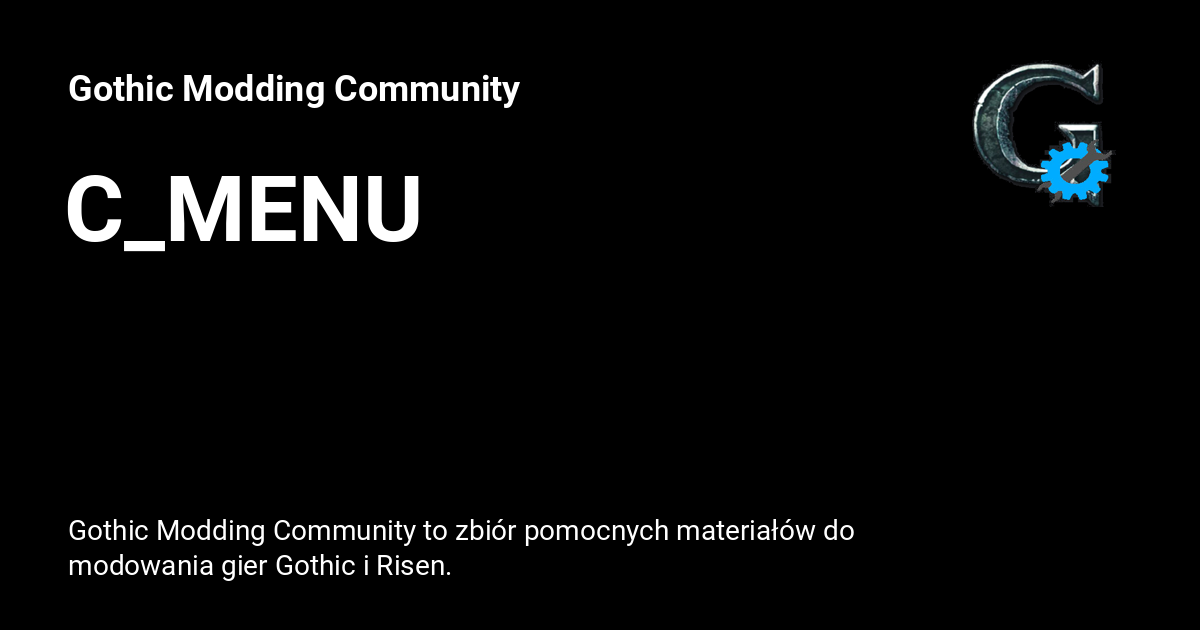 Gothic Modding Community
C_MENU
Gothic Modding Community to zbiór pomocnych materiałów do
modowania gier Gothic i Risen.